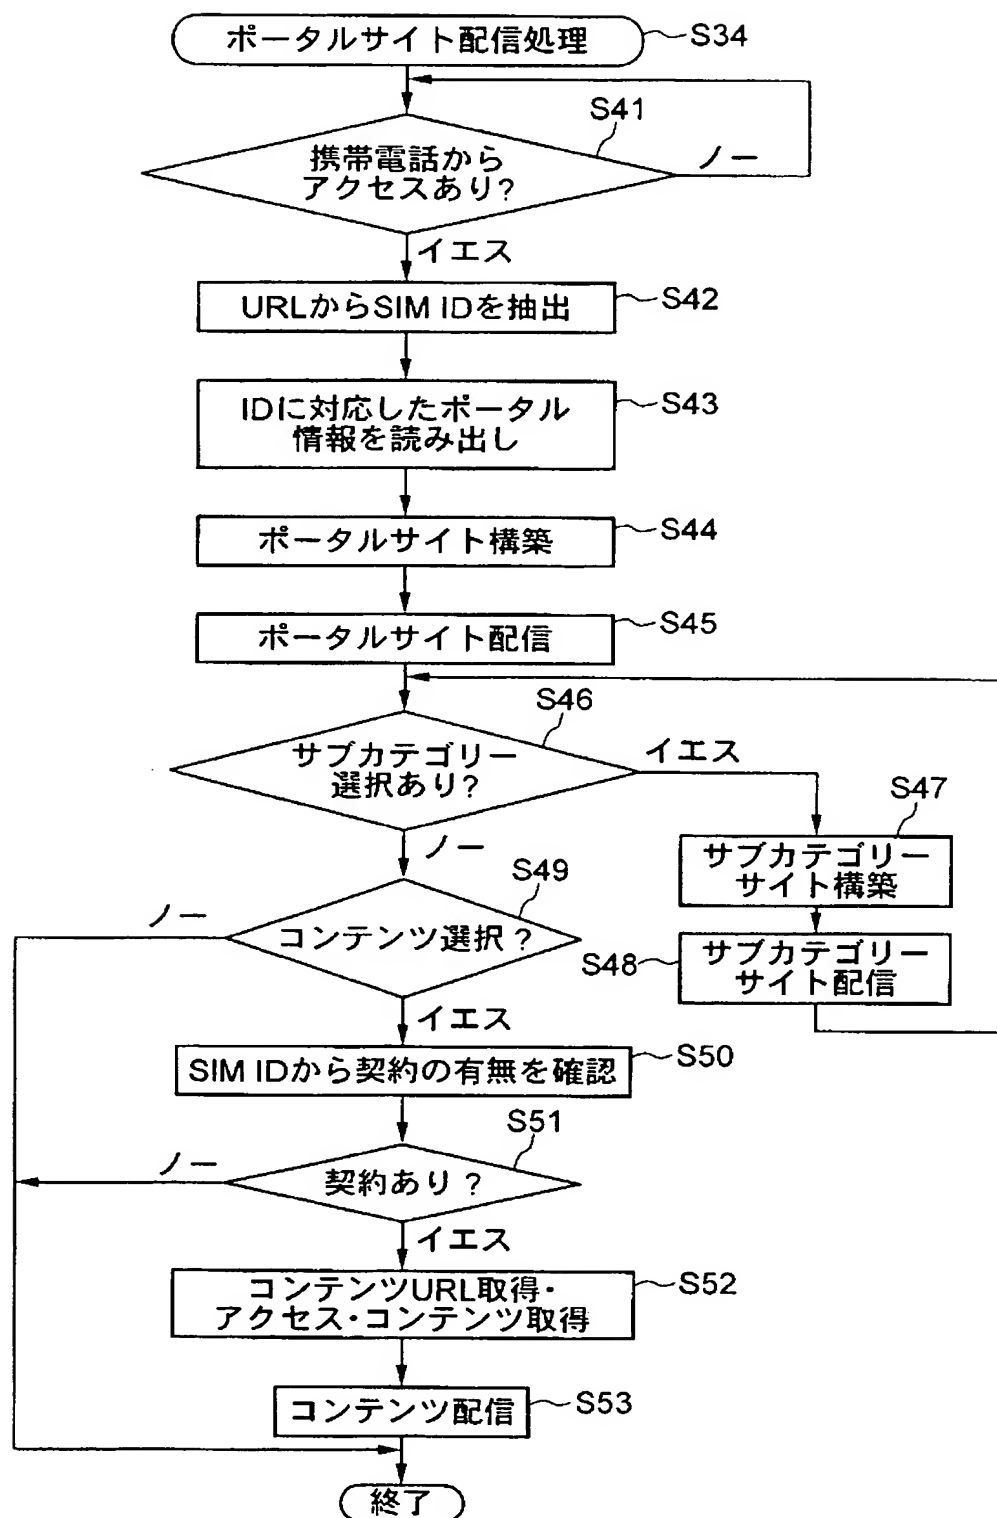 ポータルサイト配信処理
S34
S41
携帯電話から
アクセスあり?
ノー
イエス
URLからSIM IDを抽出
S42
IDに対応したポータル
情報を読み出し
S43
ポータルサイト構築
S44
ポータルサイト配信
S45
S46
サブカテゴリー
選択あり?
イエス
ノー
S47
サブカテゴリー
サイト構築
S48
サブカテゴリー
サイト配信
S49
コンテンツ選択?
ノー
イエス
SIM IDから契約の有無を確認
S50
S51
契約あり?
ノー
イエス
コンテンツURL取得・
アクセス・コンテンツ取得
S52
コンテンツ配信
S53
終了